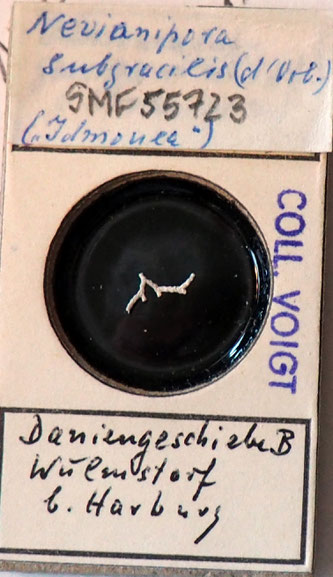 Nevianipora
subgracilis (d'Orb.)
SMF 55723
("Idmonea")
COLL. VOIGT
Daniengeschiebe B
Wulmstorf
b. Harburg